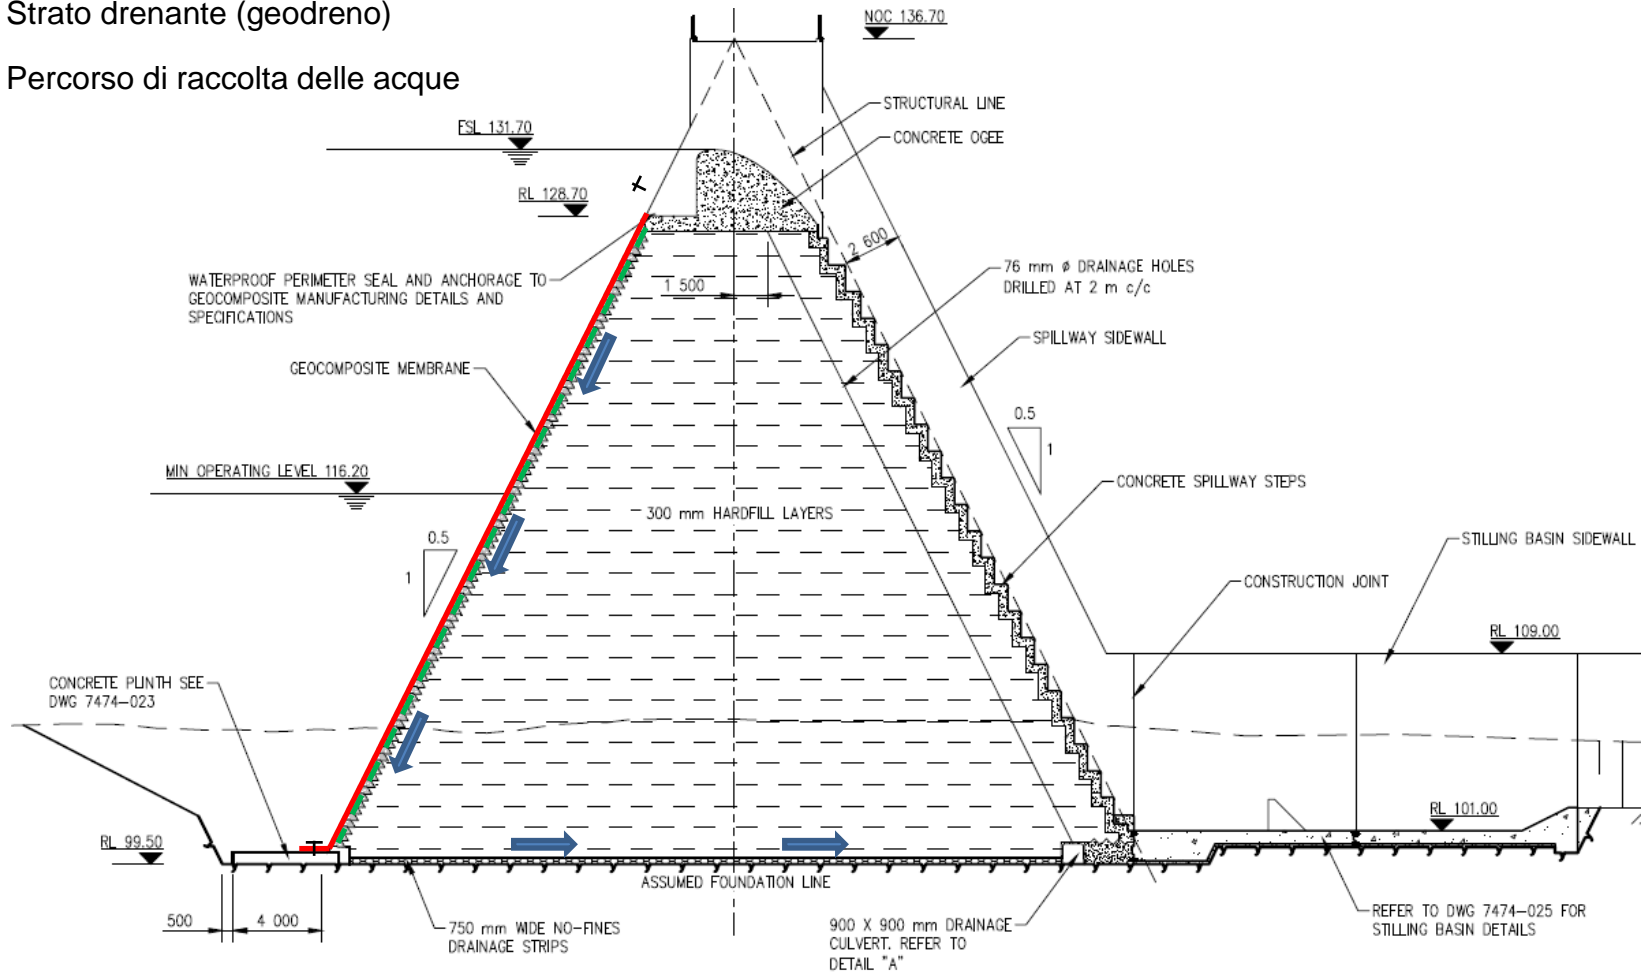 Strato drenante (geodreno)
Percorso di raccolta delle acque
NOC 136.70
STRUCTURAL LINE
CONCRETE OGEE
FSL 131.70
RL 128.70
2 600
WATERPROOF PERIMETER SEAL AND ANCHORAGE TO
GEOCOMPOSITE MANUFACTURING DETAILS AND
SPECIFICATIONS
1 500
76 mm ø DRAINAGE HOLES
DRILLED AT 2 m c/c
SPILLWAY SIDEWALL
GEOCOMPOSITE MEMBRANE
0.5
1
MIN OPERATING LEVEL 116.20
CONCRETE SPILLWAY STEPS
300 mm HARDFILL LAYERS
0.5
1
STILLING BASIN SIDEWALL
CONSTRUCTION JOINT
RL 109.00
CONCRETE PLINTH SEE
DWG 7474-023
RL 101.00
RL 99.50
ASSUMED FOUNDATION LINE
500
4 000
750 mm WIDE NO-FINES
DRAINAGE STRIPS
900 X 900 mm DRAINAGE
CULVERT. REFER TO
DETAIL "A"
REFER TO DWG 7474-025 FOR
STILLING BASIN DETAILS